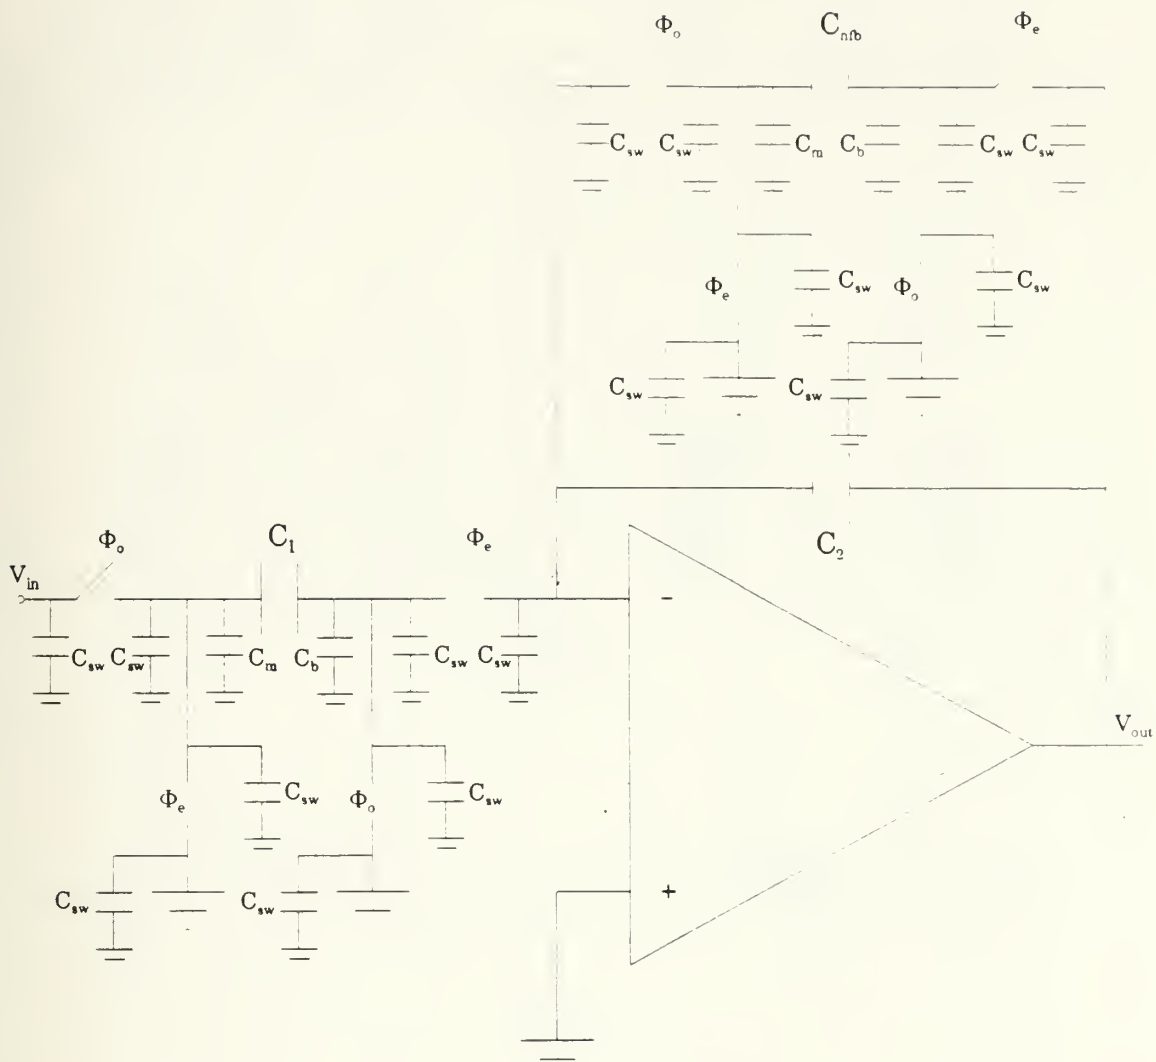 Φo Cnfb Φe
Csw Csw Cm Cb Csw Csw
Φe Csw Φo Csw
Csw Csw
C2
Φo C1 Φe
Vin
-
Csw Csw Cm Cb Csw Csw
Vout
Φe Csw Φo Csw
Csw Csw
+